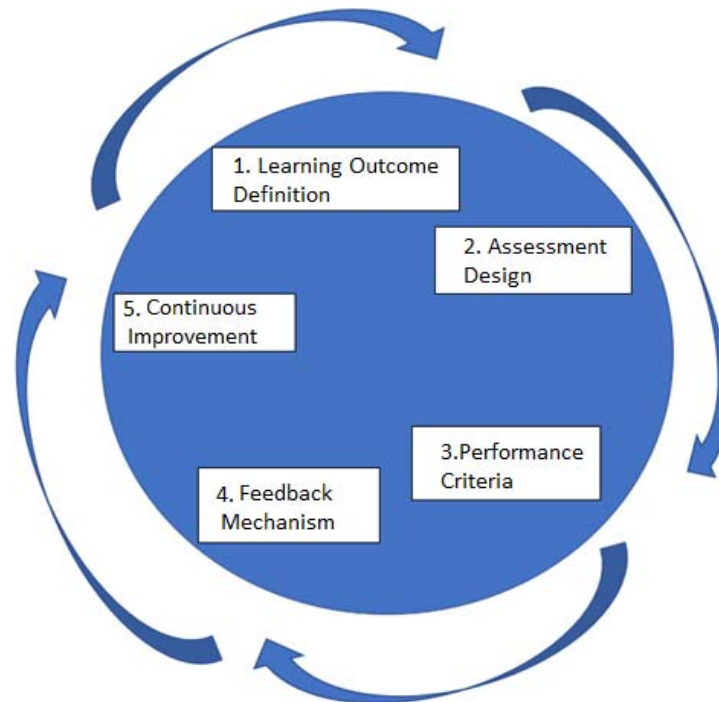 1. Learning Outcome
Definition
2. Assessment
Design
3.Performance
Criteria
4. Feedback
Mechanism
5. Continuous
Improvement